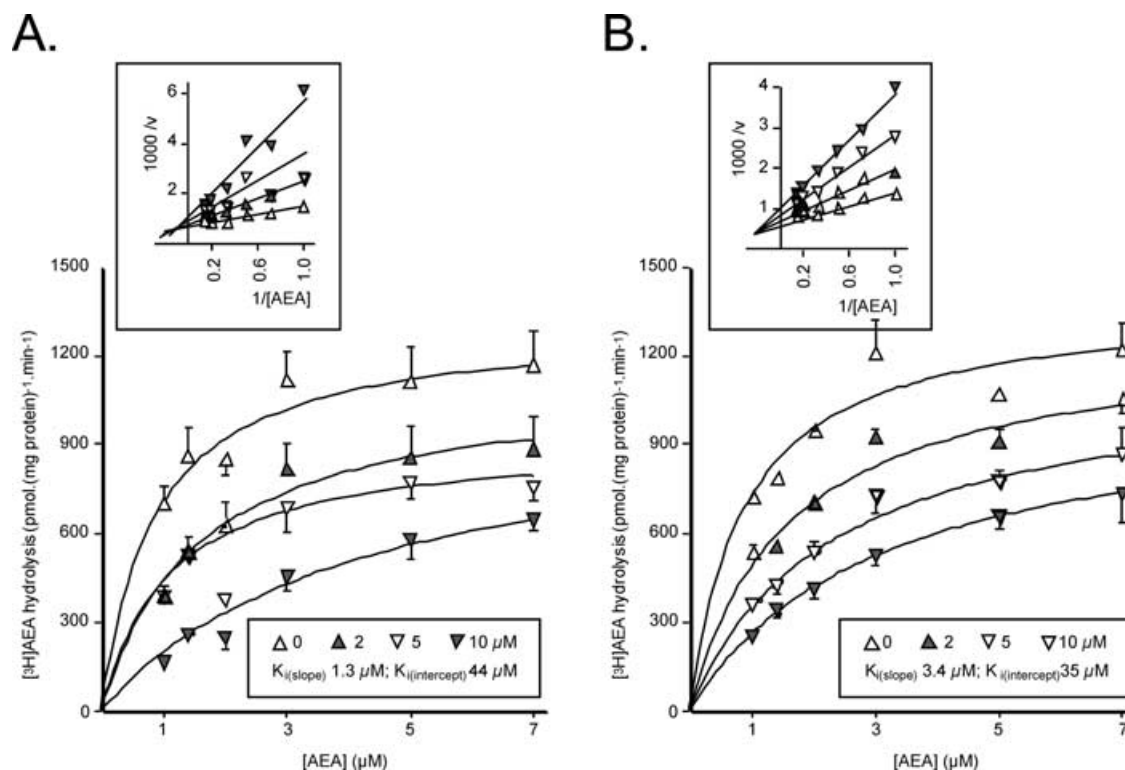 A.
6
4
2
1000 /v
0.2
0.6
1.0
1/[AEA]
1500
1200
900
600
300
0
[³H]AEA hydrolysis (pmol.(mg protein)⁻¹.min⁻¹)
△ 0 ▲ 2 ▽ 5 ▼ 10 µM
Ki(slope) 1.3 µM; Ki(intercept) 44 µM
1
3
5
7
[AEA] (µM)
B.
4
3
2
1
1000 /v
0.2
0.6
1.0
1/[AEA]
1500
1200
900
600
300
0
[³H]AEA hydrolysis (pmol.(mg protein)⁻¹.min⁻¹)
△ 0 ▲ 2 ▽ 5 ▽ 10 µM
Ki(slope) 3.4 µM; Ki(intercept) 35 µM
1
3
5
7
[AEA] (µM)